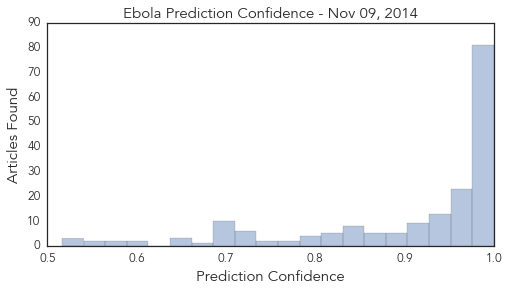 Ebola Prediction Confidence - Nov 09, 2014
90
80
70
60
50
40
30
20
10
0
Articles Found
0.5 0.6 0.7 0.8 0.9 1.0
Prediction Confidence